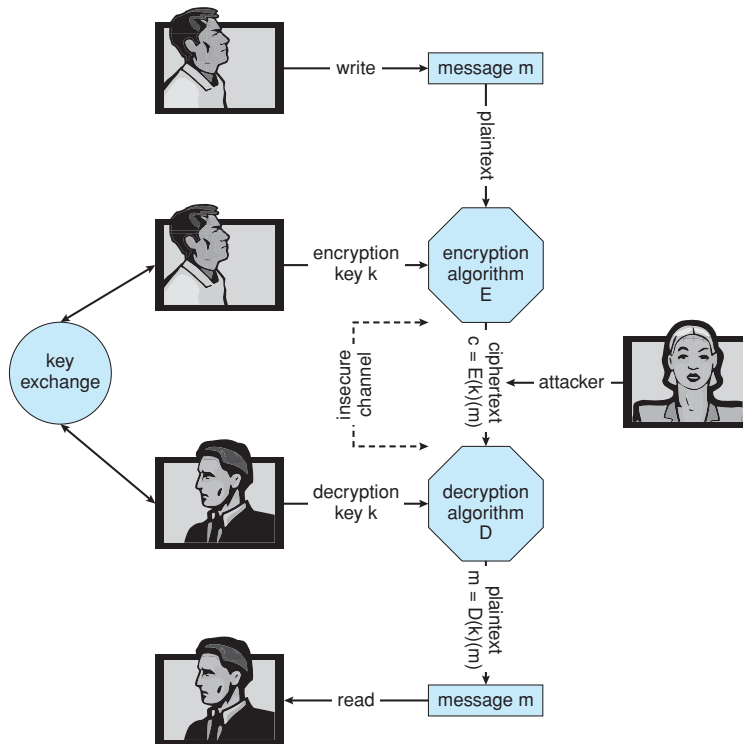 write
message m
plaintext
encryption
key k
encryption
algorithm
E
key
exchange
insecure
channel
ciphertext
c = E(k)(m)
attacker
decryption
key k
decryption
algorithm
D
plaintext
m = D(k)(m)
read
message m